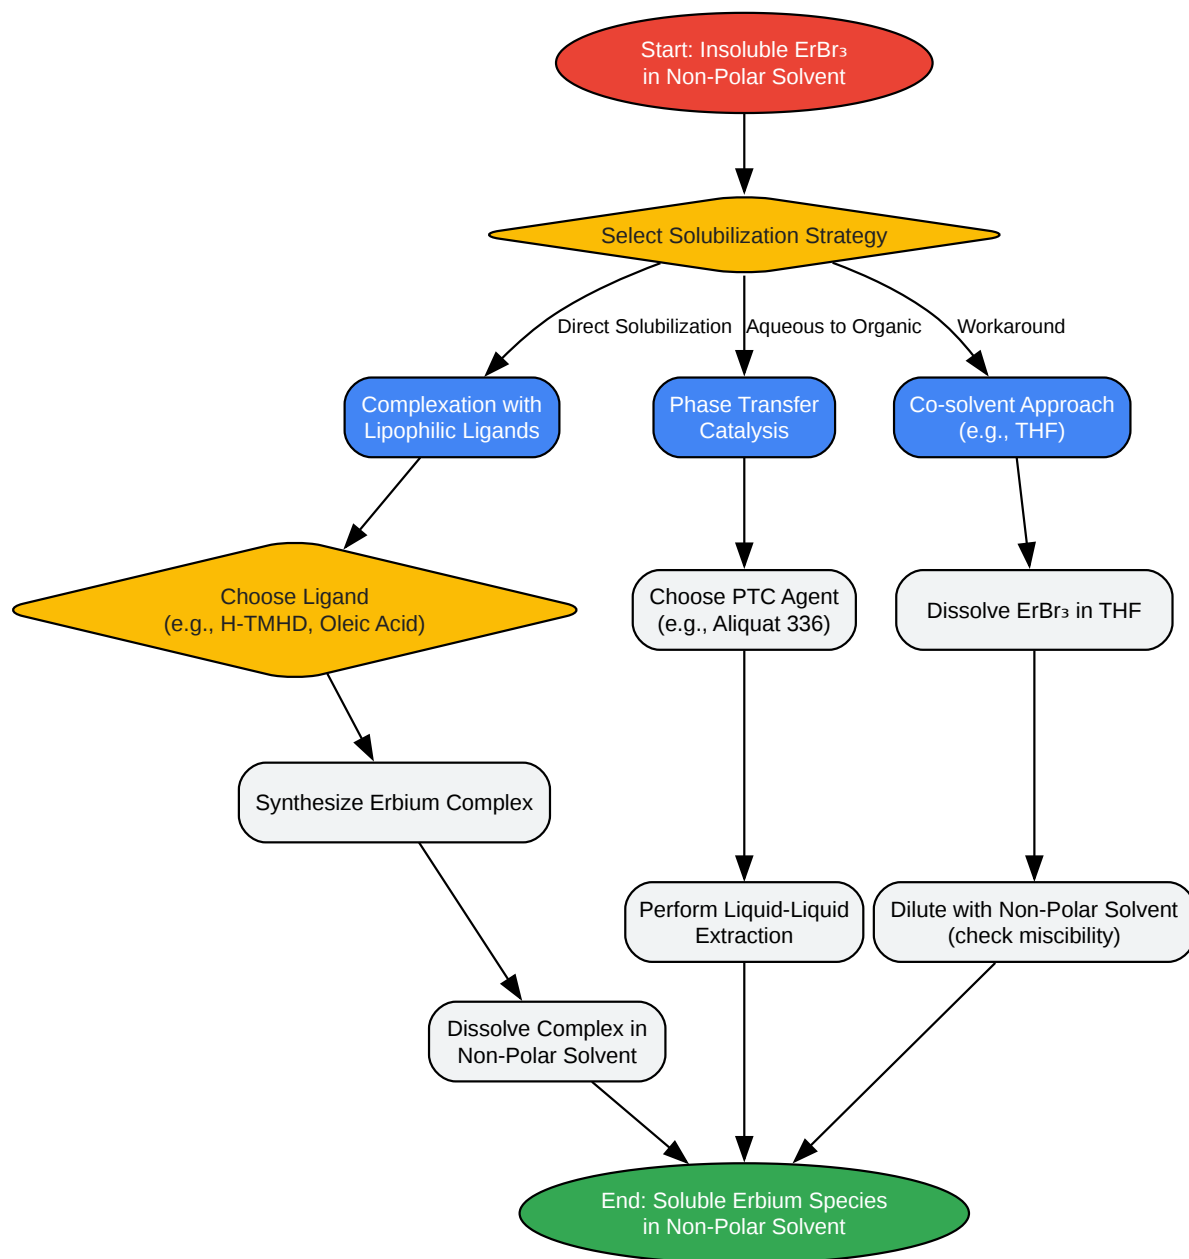 Start: Insoluble ErBr₃
in Non-Polar Solvent
Select Solubilization Strategy
Direct Solubilization
Aqueous to Organic
Workaround
Complexation with
Lipophilic Ligands
Phase Transfer
Catalysis
Co-solvent Approach
(e.g., THF)
Choose Ligand
(e.g., H-TMHD, Oleic Acid)
Choose PTC Agent
(e.g., Aliquat 336)
Dissolve ErBr₃ in THF
Synthesize Erbium Complex
Perform Liquid-Liquid
Extraction
Dilute with Non-Polar Solvent
(check miscibility)
Dissolve Complex in
Non-Polar Solvent
End: Soluble Erbium Species
in Non-Polar Solvent